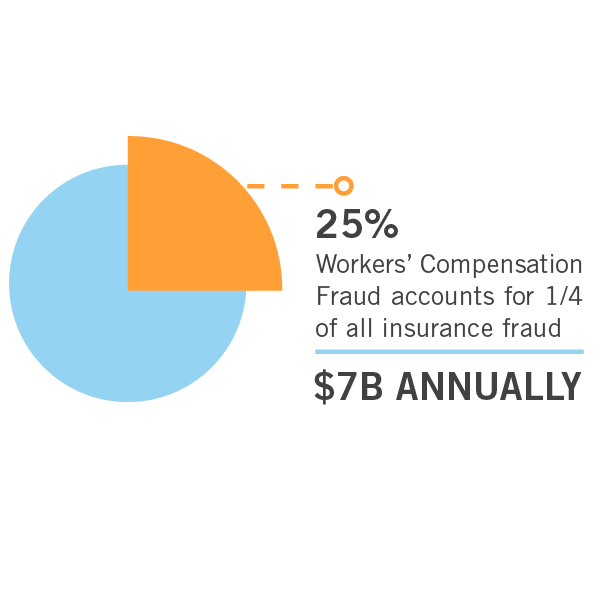 25%
Workers’ Compensation
Fraud accounts for 1/4
of all insurance fraud
$7B ANNUALLY